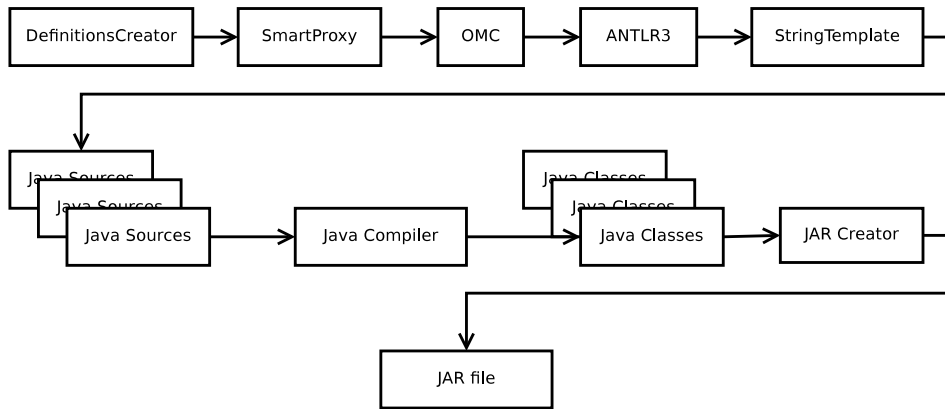 DefinitionsCreator
SmartProxy
OMC
ANTLR3
StringTemplate
Java Sources
Java Sources
Java Sources
Java Compiler
Java Classes
Java Classes
Java Classes
JAR Creator
JAR file